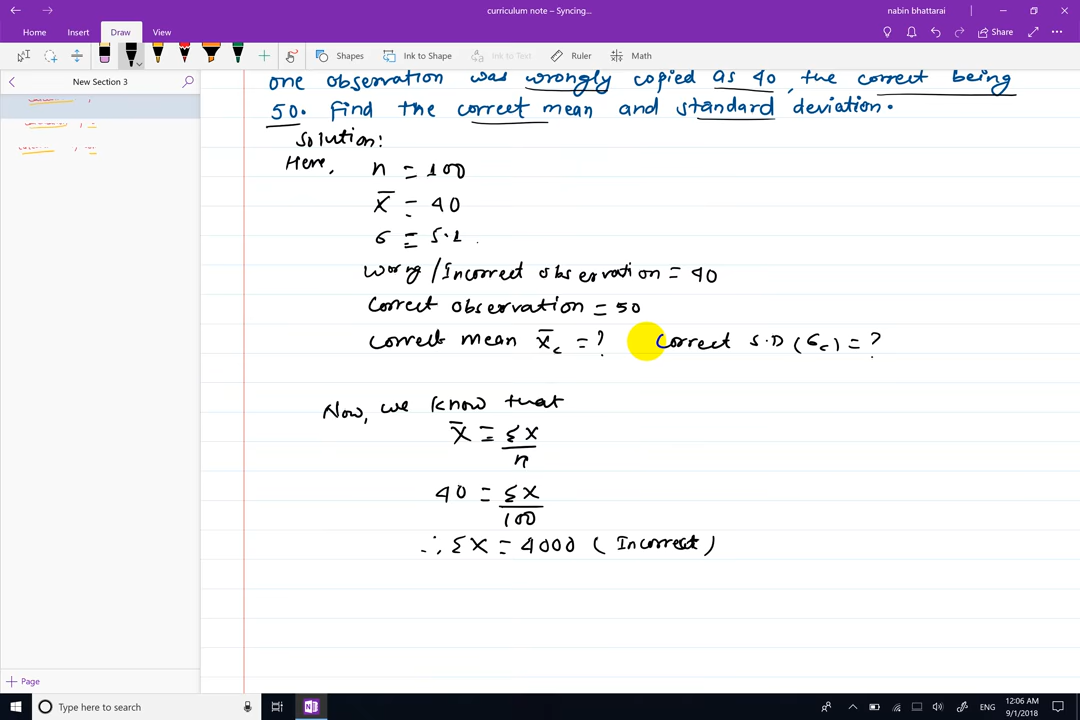 curriculum note - Syncing...
nabin bhattarai
Home Insert Draw View
Share
Shapes Ink to Shape Ink to Text Ruler Math
New Section 3
one observation was wrongly copied as 40, the correct being
50. Find the correct mean and standard deviation.
Solution:
Here, n = 100
X̄ = 40
σ = 5.1
worng / Incorrect observation = 40
Correct observation = 50
Correct mean X̄c = ? Correct S.D (σc) = ?
Now, we know that
X̄ = ΣX
n
40 = ΣX
100
∴ ΣX = 4000 (Incorrect)
+ Page
Type here to search
ENG
12:06 AM
9/1/2018